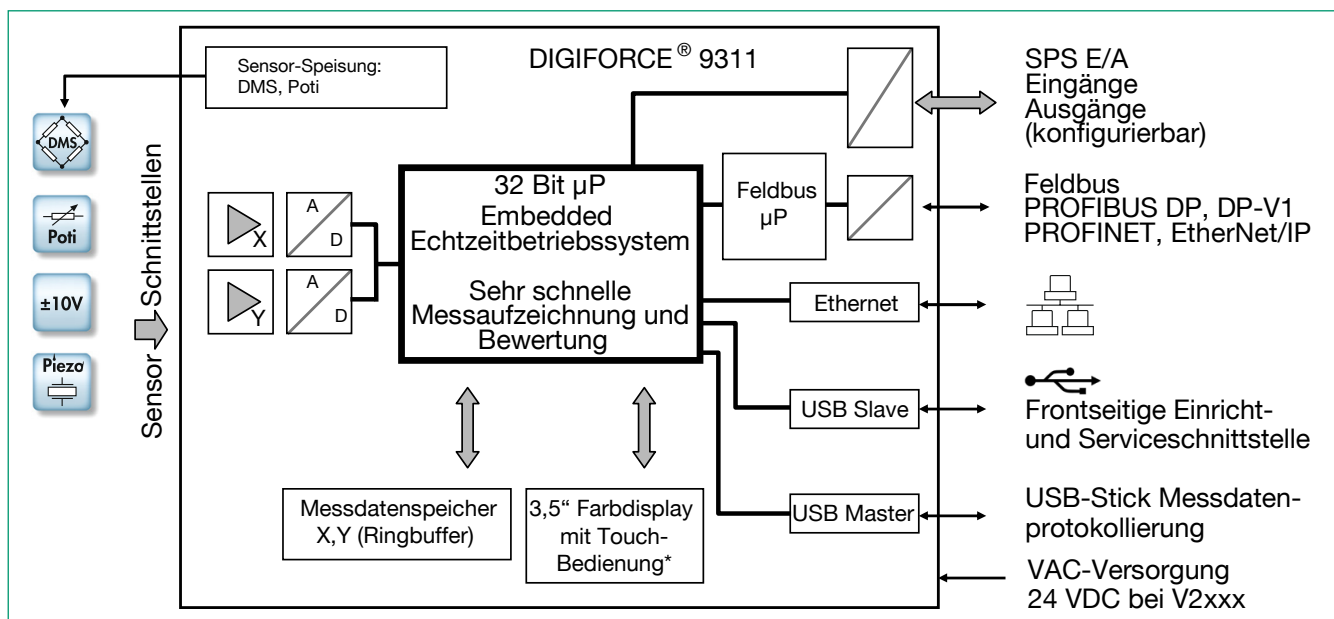 DIGIFORCE® 9311
Sensor-Speisung:
DMS, Poti
DMS
Poti
±10V
Piezo
Sensor Schnittstellen
X
A
D
Y
A
D
32 Bit µP
Embedded
Echtzeitbetriebssystem
Sehr schnelle
Messaufzeichnung und
Bewertung
Messdatenspeicher
X,Y (Ringbuffer)
3,5“ Farbdisplay
mit Touch-
Bedienung*
Feldbus
µP
Ethernet
USB Slave
USB Master
SPS E/A
Eingänge
Ausgänge
(konfigurierbar)
Feldbus
PROFIBUS DP, DP-V1
PROFINET, EtherNet/IP
Frontseitige Einricht-
und Serviceschnittstelle
USB-Stick Messdaten-
protokollierung
VAC-Versorgung
24 VDC bei V2xxx